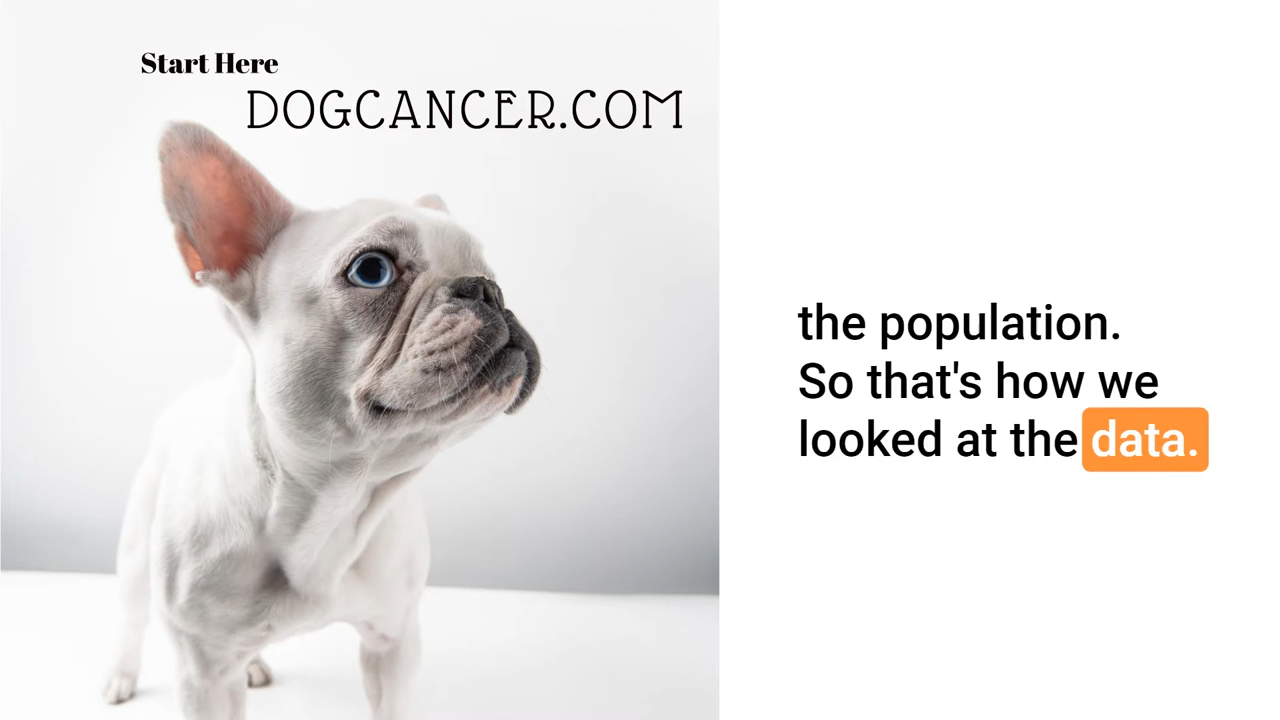 Start Here
DOGCANCER.COM
the population.
So that's how we
looked at the data.